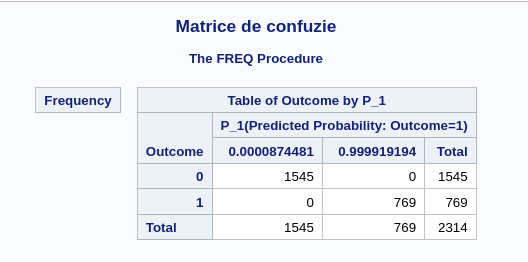 Matrice de confuzie
The FREQ Procedure
Frequency
Table of Outcome by P_1
P_1(Predicted Probability: Outcome=1)
Outcome 0.0000874481 0.999919194 Total
0 1545 0 1545
1 0 769 769
Total 1545 769 2314